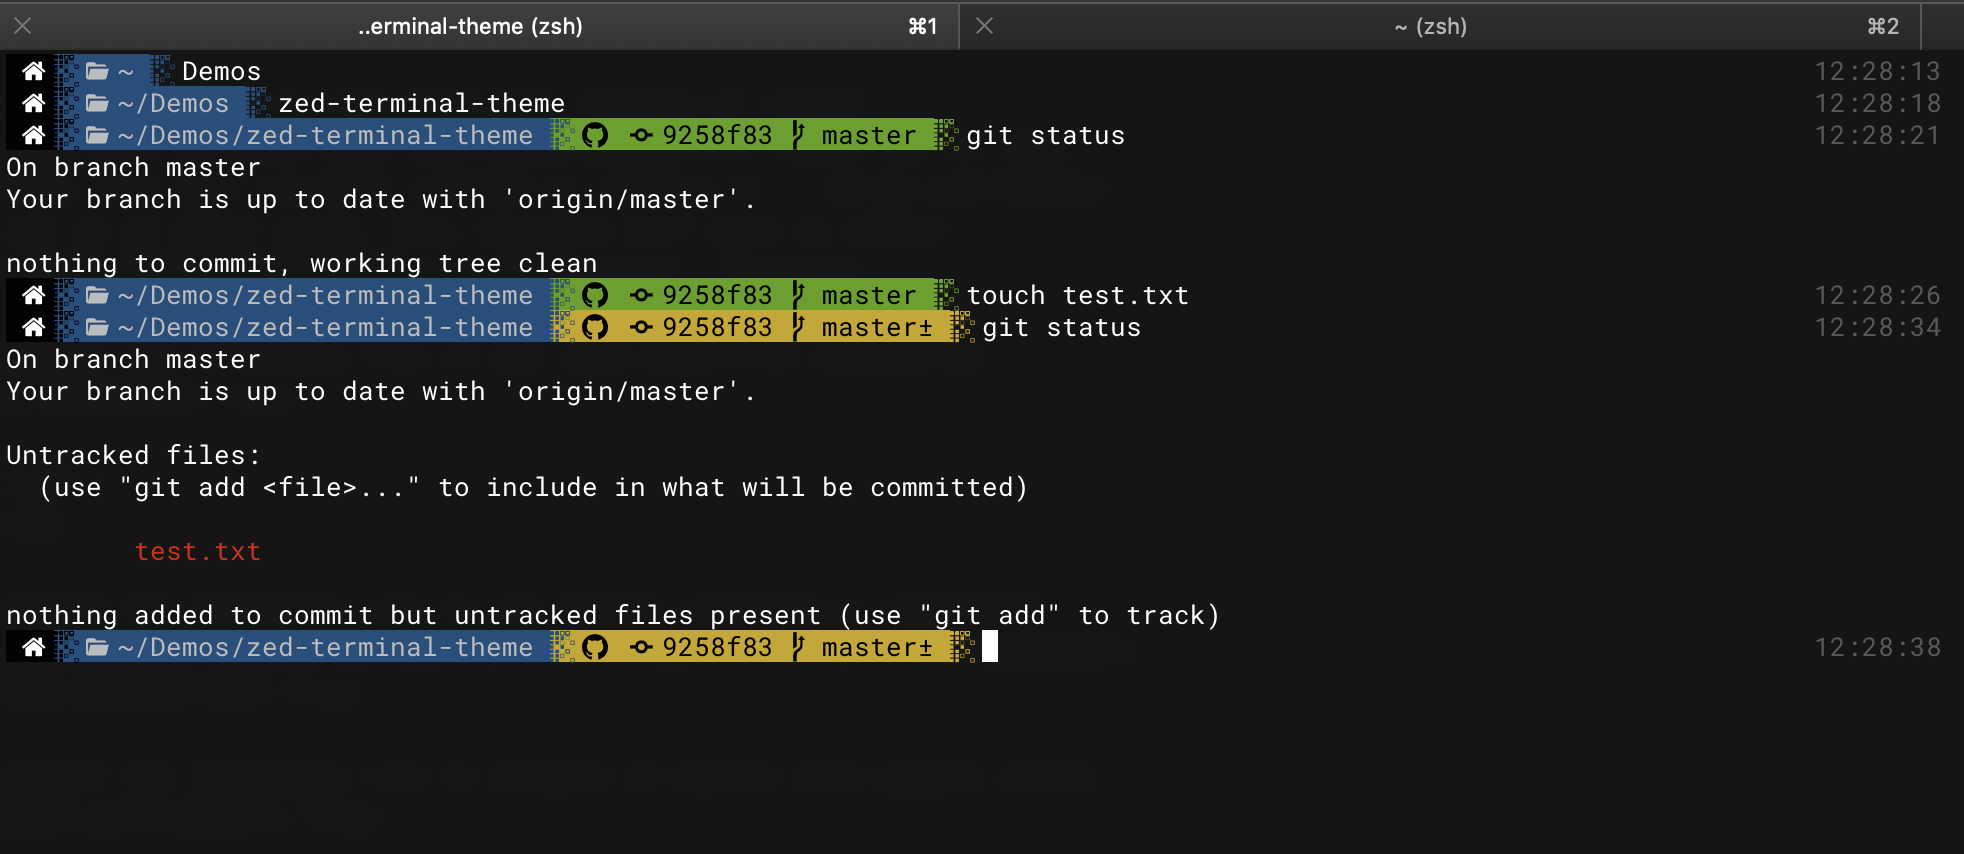 ..erminal-theme (zsh) ⌘1 ~ (zsh) ⌘2
~ Demos 12:28:13
~/Demos zed-terminal-theme 12:28:18
~/Demos/zed-terminal-theme 9258f83 master git status 12:28:21
On branch master
Your branch is up to date with 'origin/master'.
nothing to commit, working tree clean
~/Demos/zed-terminal-theme 9258f83 master touch test.txt 12:28:26
~/Demos/zed-terminal-theme 9258f83 master± git status 12:28:34
On branch master
Your branch is up to date with 'origin/master'.
Untracked files:
(use "git add <file>..." to include in what will be committed)
test.txt
nothing added to commit but untracked files present (use "git add" to track)
~/Demos/zed-terminal-theme 9258f83 master± 12:28:38